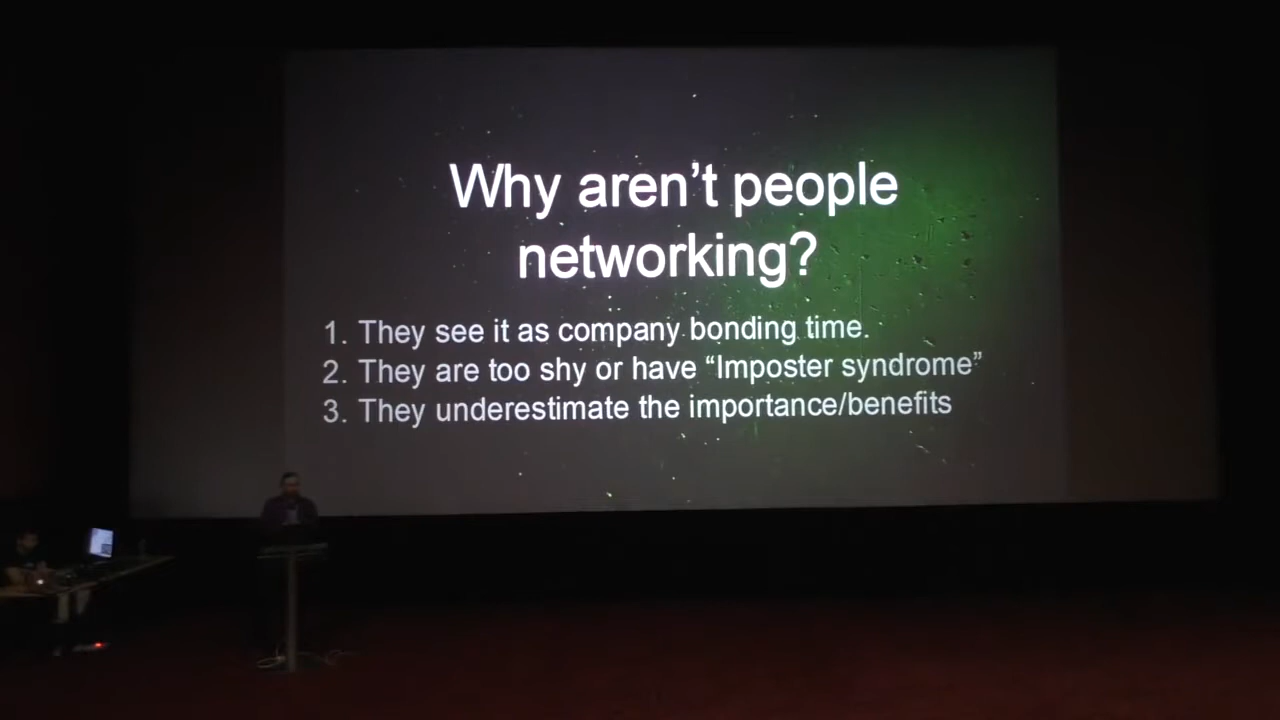 Why aren't people
networking?
1. They see it as company bonding time.
2. They are too shy or have “Imposter syndrome”
3. They underestimate the importance/benefits